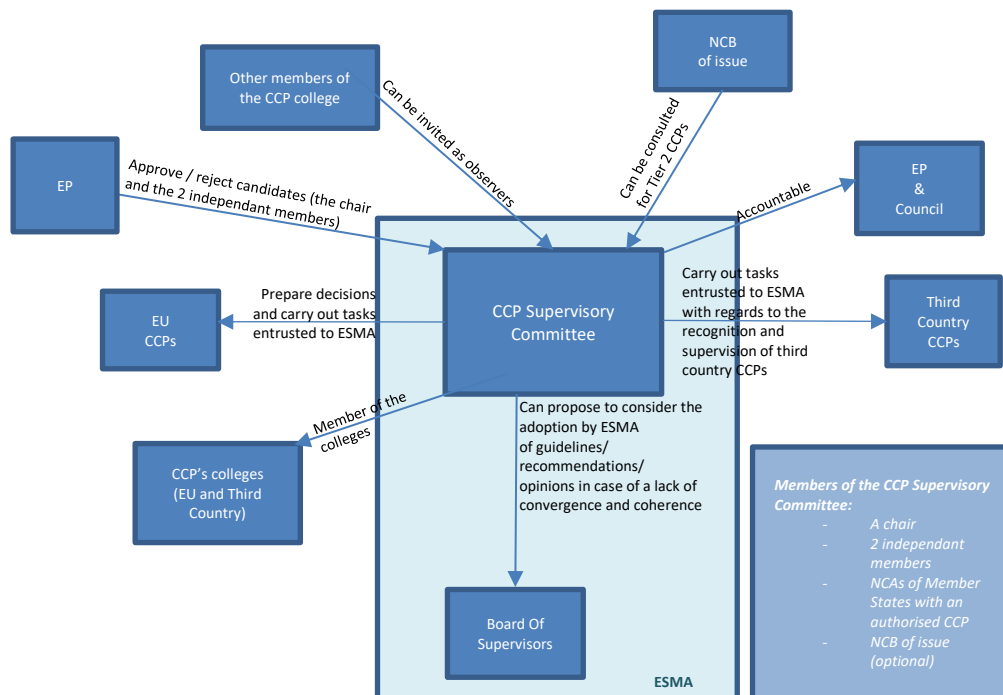 NCB
of issue
Other members of
the CCP college
Can be invited as
observers
Can be consulted
for Tier 2 CCPs
EP
Approve / reject candidates (the chair
and the 2 independant members)
Accountable
EP
&
Council
EU
CCPs
Prepare decisions
and carry out tasks
entrusted to ESMA
CCP Supervisory
Committee
Carry out tasks
entrusted to ESMA
with regards to the
recognition and
supervision of third
country CCPs
Third
Country
CCPs
Member of the
colleges
CCP's colleges
(EU and Third
Country)
Can propose to consider the
adoption by ESMA
of guidelines/
recommendations/
opinions in case of a lack of
convergence and coherence
Board Of
Supervisors
ESMA
Members of the CCP Supervisory
Committee:
- A chair
- 2 independant
members
- NCAs of Member
States with an
authorised CCP
- NCB of issue
(optional)